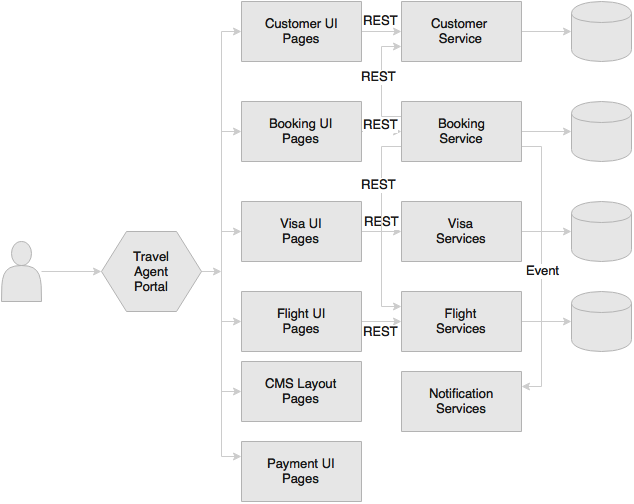 Customer UI
Pages
REST
Customer
Service
REST
Booking UI
Pages
REST
Booking
Service
REST
Visa UI
Pages
REST
Visa
Services
Travel
Agent
Portal
Event
Flight UI
Pages
REST
Flight
Services
CMS Layout
Pages
Notification
Services
Payment UI
Pages